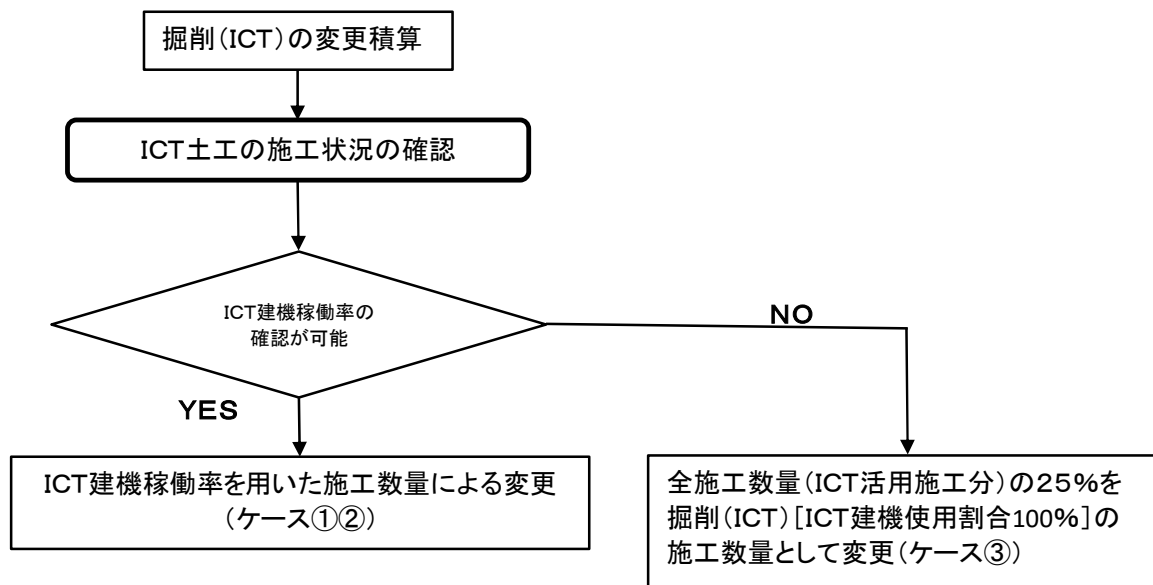 掘削(ICT)の変更積算
ICT土工の施工状況の確認
ICT建機稼働率の
確認が可能
NO
YES
ICT建機稼働率を用いた施工数量による変更
(ケース①②)
全施工数量(ICT活用施工分)の25%を
掘削(ICT)[ICT建機使用割合100%]の
施工数量として変更(ケース③)